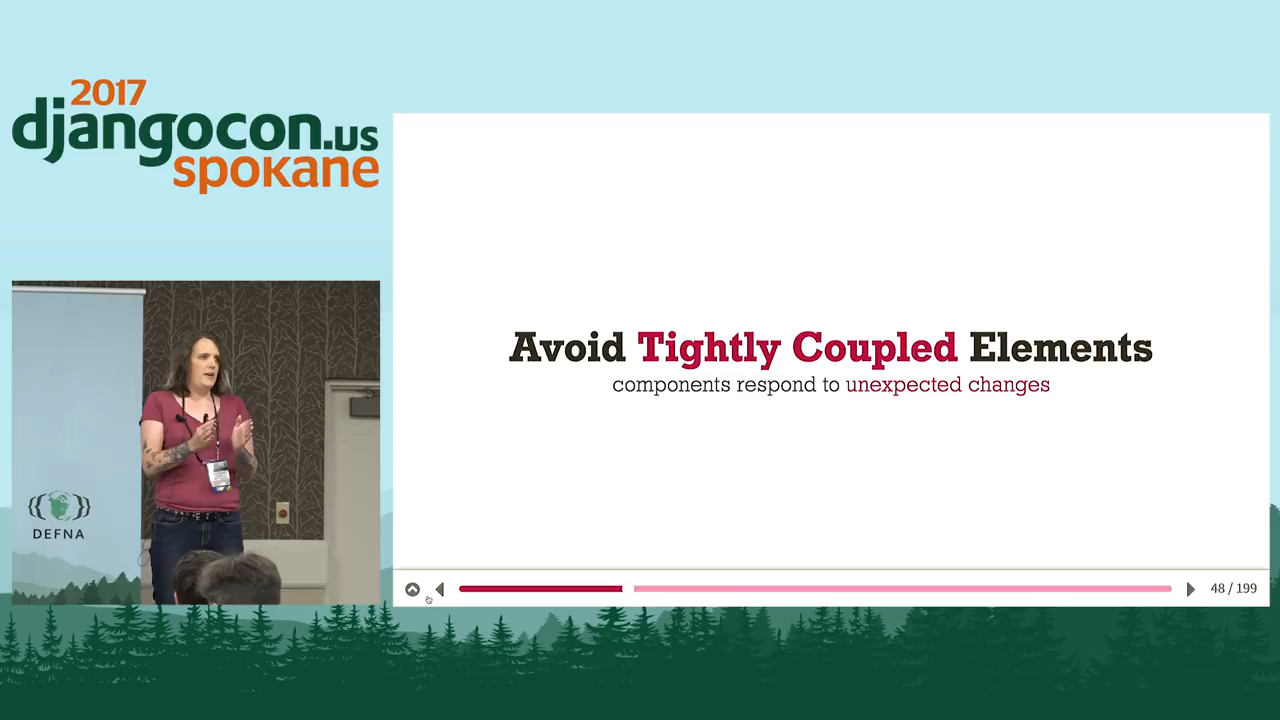 2017
djangocon.us
spokane
Avoid Tightly Coupled Elements
components respond to unexpected changes
DEFNA
48 / 199